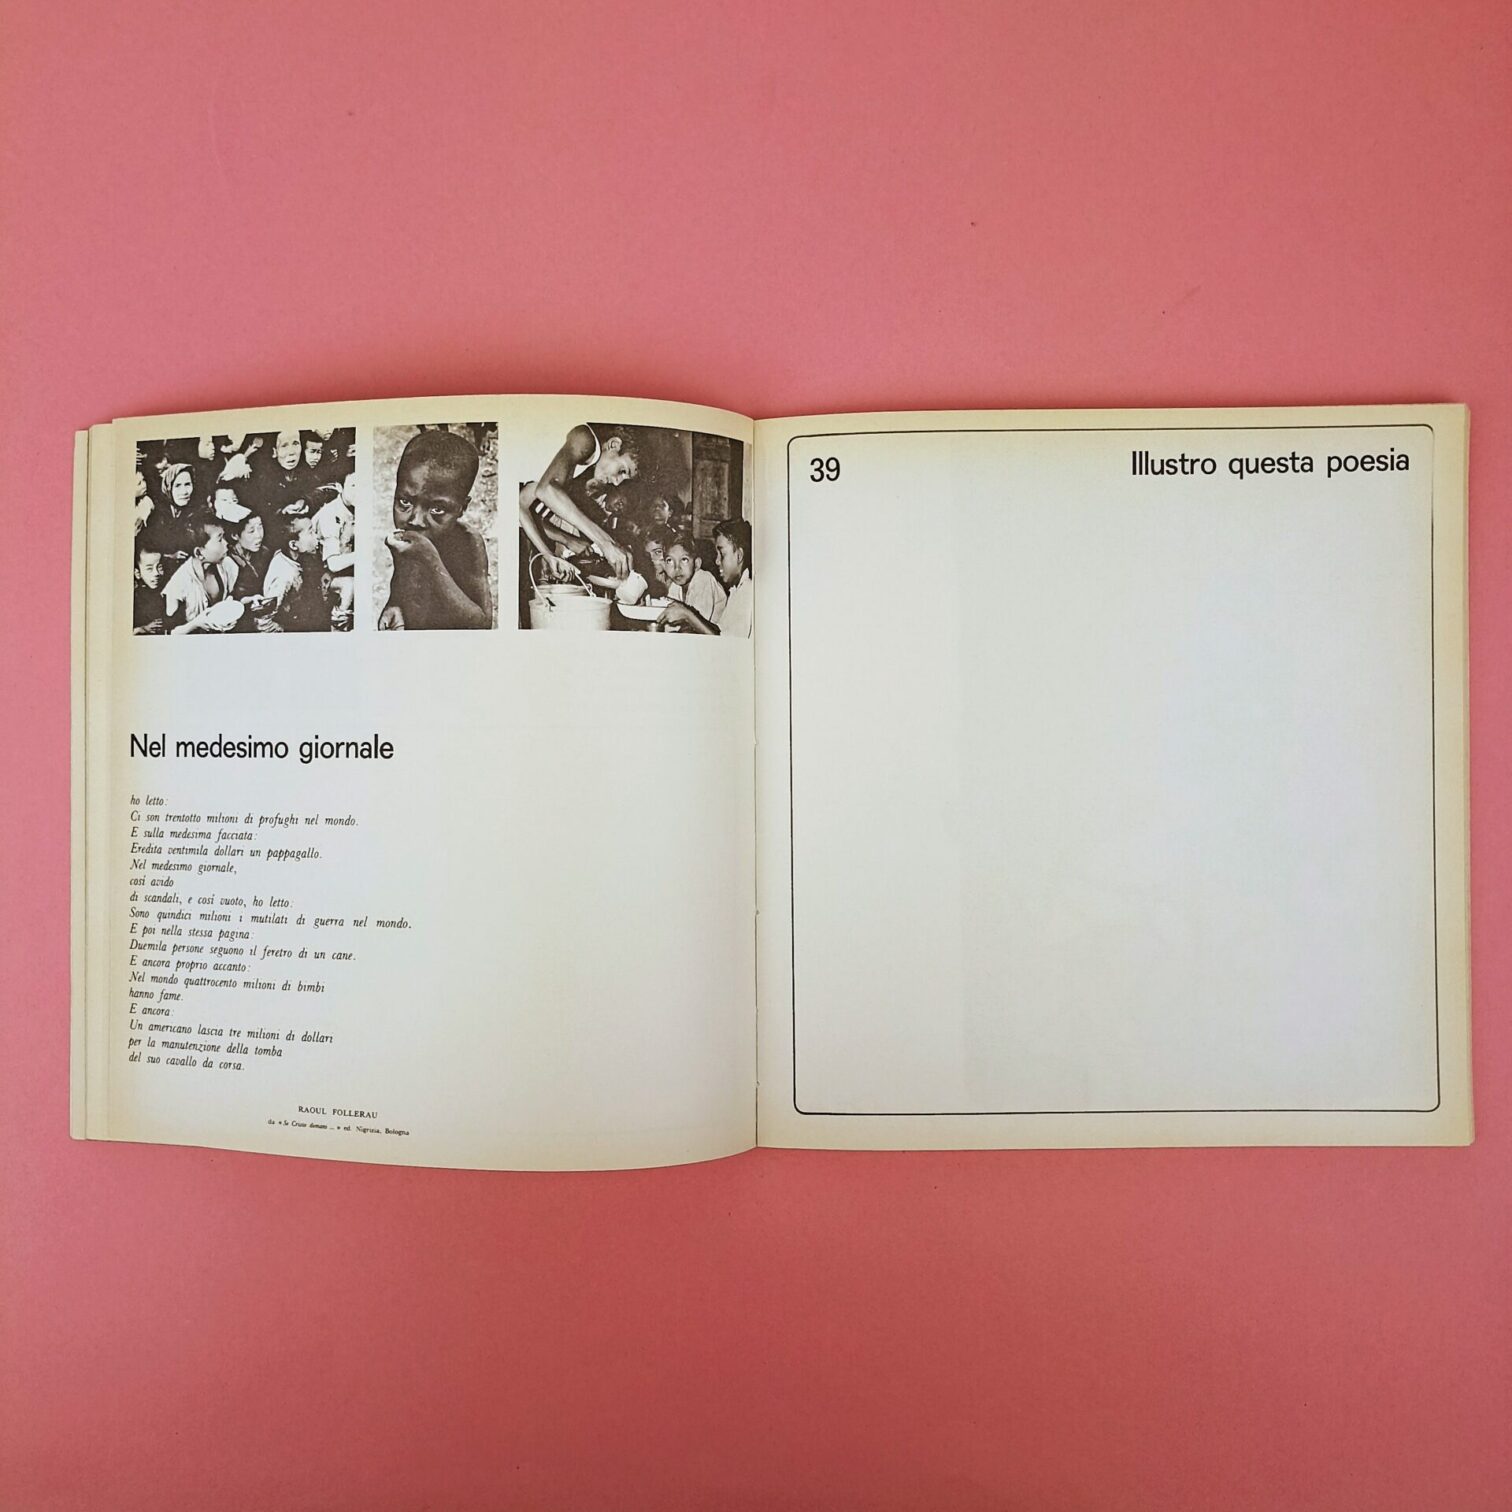 Nel medesimo giornale
ho letto:
Ci son trentotto milioni di profughi nel mondo.
E sulla medesima facciata:
Eredita ventimila dollari un pappagallo.
Nel medesimo giornale,
così avido
di scandali, e così vuoto, ho letto:
Sono quindici milioni i mutilati di guerra nel mondo.
E poi nella stessa pagina:
Duemila persone seguono il feretro di un cane.
E ancora proprio accanto:
Nel mondo quattrocento milioni di bimbi
hanno fame.
E ancora:
Un americano lascia tre milioni di dollari
per la manutenzione della tomba
del suo cavallo da corsa.
RAOUL FOLLERAU
da « Se Cristo domani ... » ed. Nigrizia, Bologna
39
Illustro questa poesia